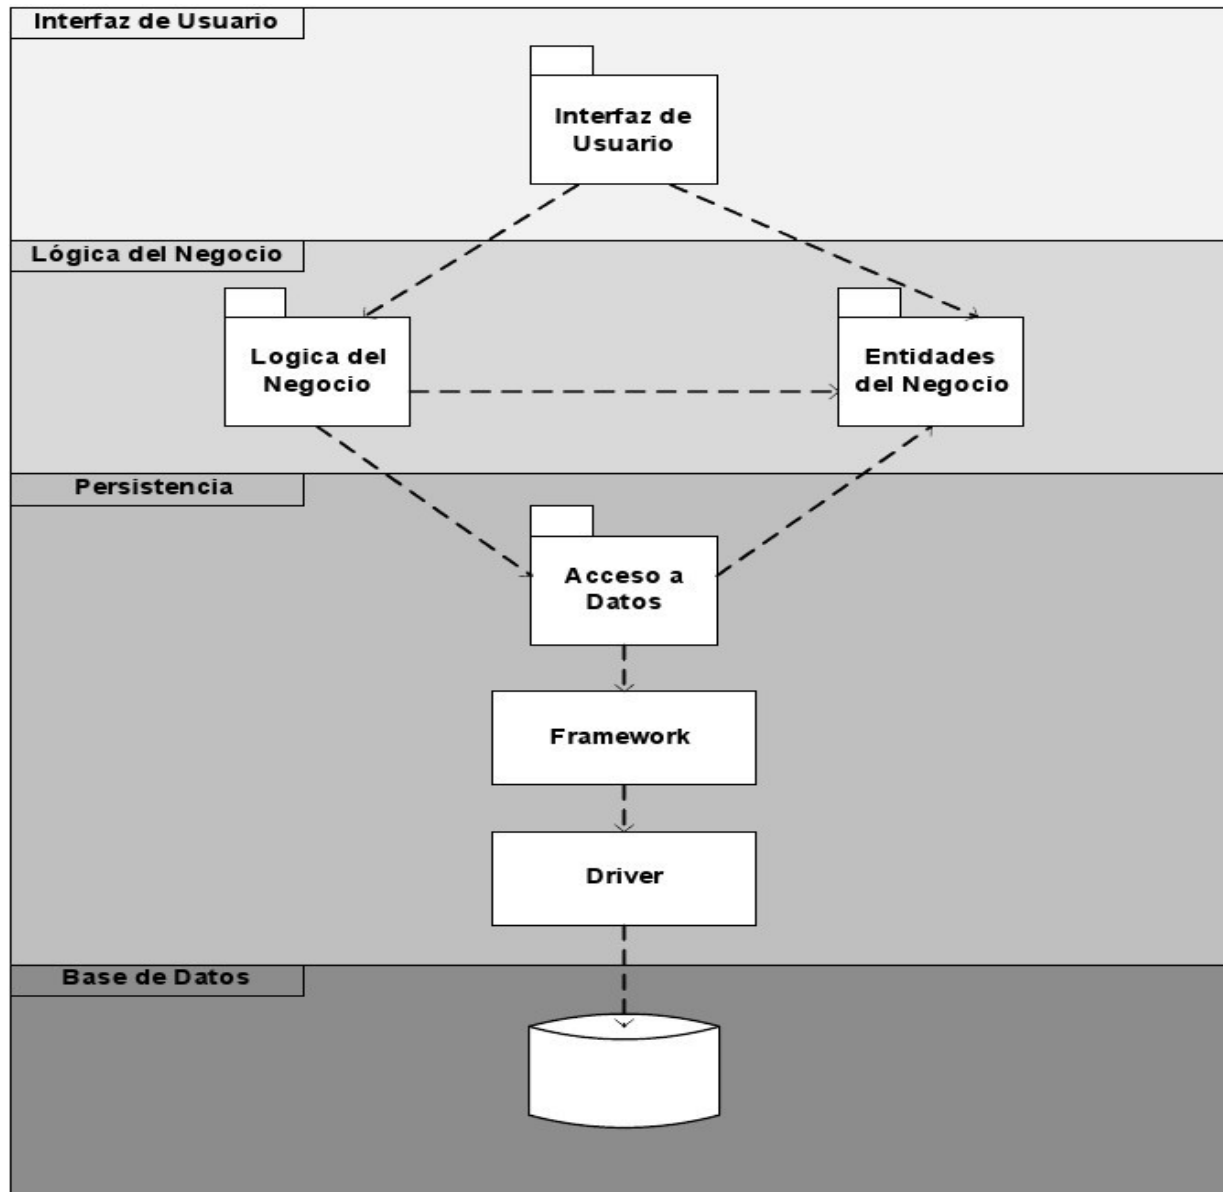 Interfaz de Usuario
Interfaz de
Usuario
Lógica del Negocio
Logica del
Negocio
Entidades
del Negocio
Persistencia
Acceso a
Datos
Framework
Driver
Base de Datos